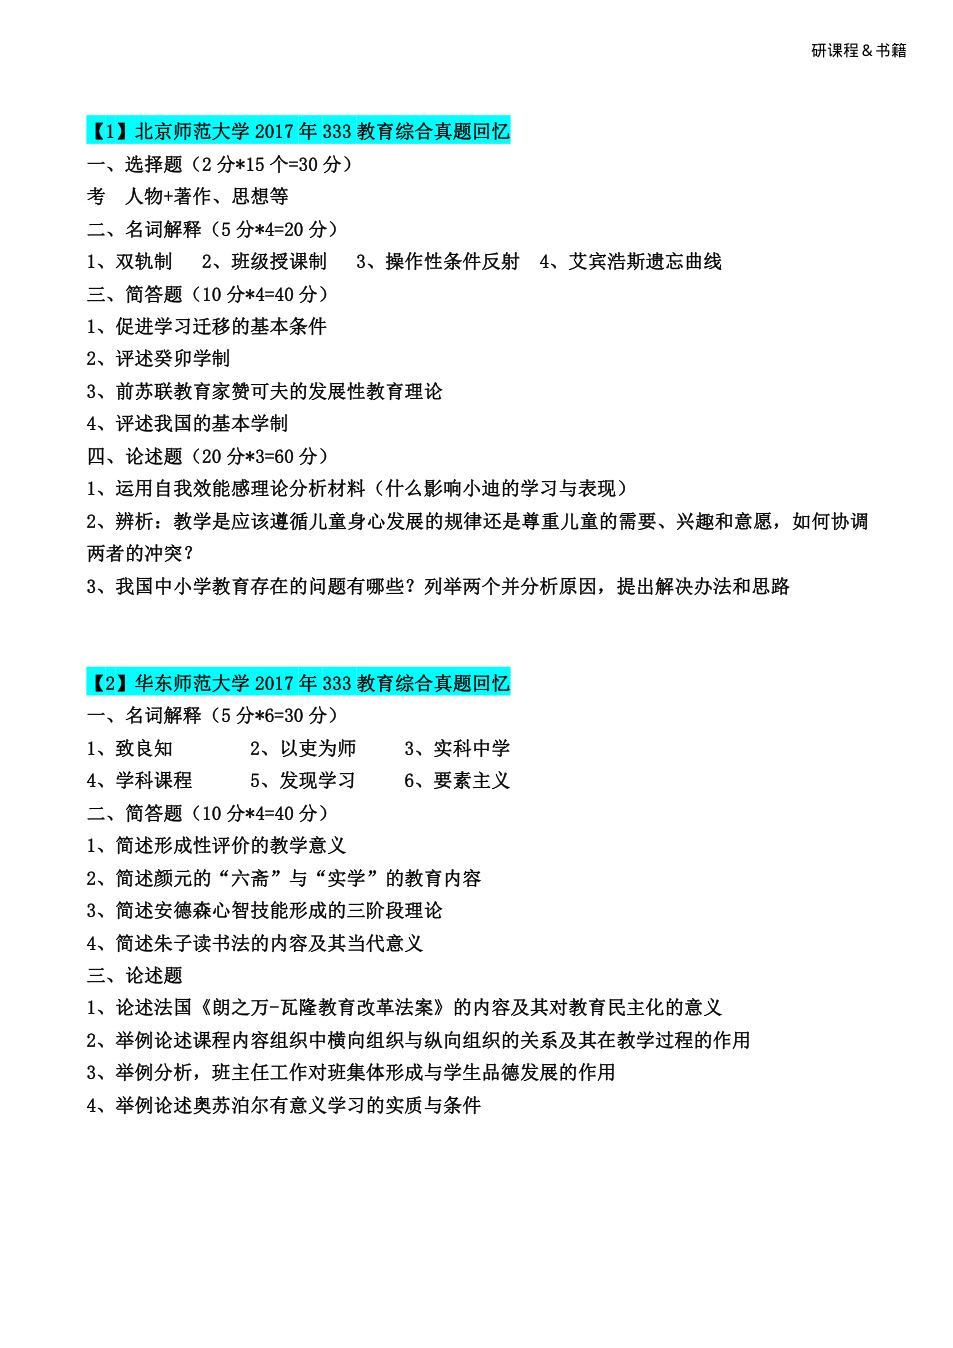 研课程＆书籍
【1】北京师范大学 2017 年 333 教育综合真题回忆
一、选择题（2 分*15 个=30 分）
考　人物+著作、思想等
二、名词解释（5 分*4=20 分）
1、双轨制　2、班级授课制　3、操作性条件反射　4、艾宾浩斯遗忘曲线
三、简答题（10 分*4=40 分）
1、促进学习迁移的基本条件
2、评述癸卯学制
3、前苏联教育家赞可夫的发展性教育理论
4、评述我国的基本学制
四、论述题（20 分*3=60 分）
1、运用自我效能感理论分析材料（什么影响小迪的学习与表现）
2、辨析：教学是应该遵循儿童身心发展的规律还是尊重儿童的需要、兴趣和意愿，如何协调
两者的冲突？
3、我国中小学教育存在的问题有哪些？列举两个并分析原因，提出解决办法和思路
【2】华东师范大学 2017 年 333 教育综合真题回忆
一、名词解释（5 分*6=30 分）
1、致良知　2、以吏为师　3、实科中学
4、学科课程　5、发现学习　6、要素主义
二、简答题（10 分*4=40 分）
1、简述形成性评价的教学意义
2、简述颜元的“六斋”与“实学”的教育内容
3、简述安德森心智技能形成的三阶段理论
4、简述朱子读书法的内容及其当代意义
三、论述题
1、论述法国《朗之万-瓦隆教育改革法案》的内容及其对教育民主化的意义
2、举例论述课程内容组织中横向组织与纵向组织的关系及其在教学过程的作用
3、举例分析，班主任工作对班集体形成与学生品德发展的作用
4、举例论述奥苏泊尔有意义学习的实质与条件